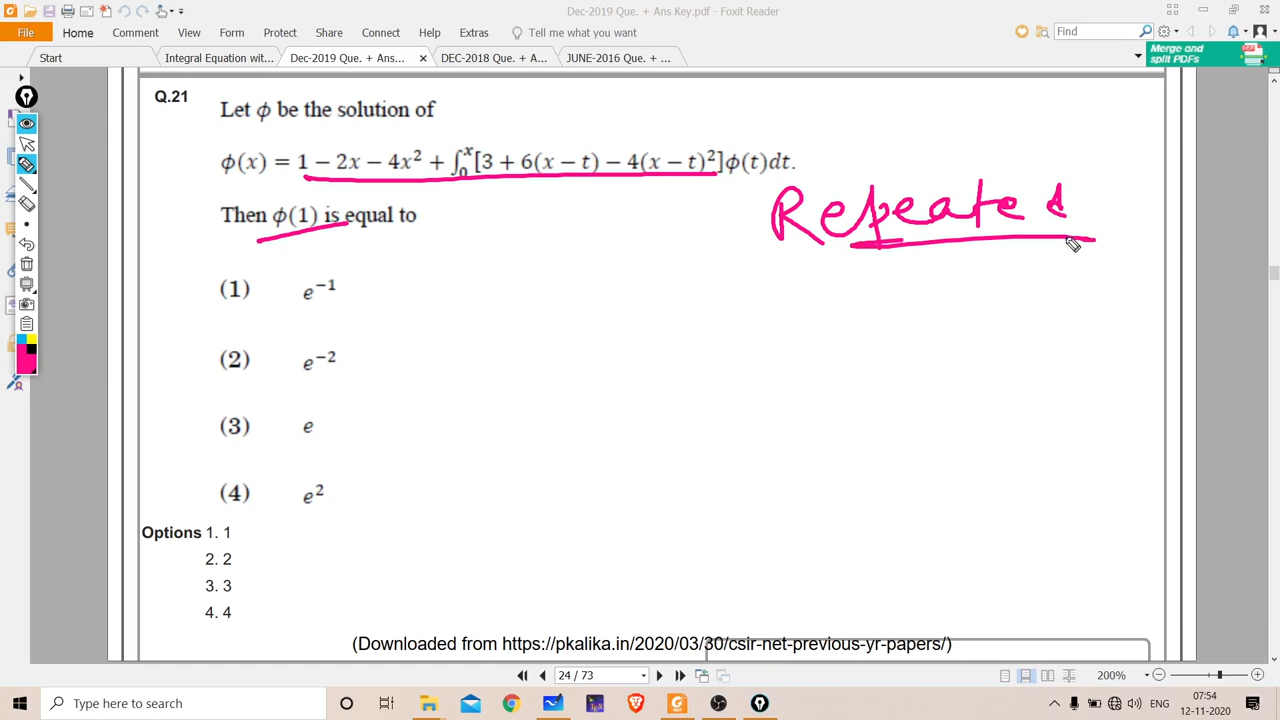 Dec-2019 Que. + Ans Key.pdf - Foxit Reader
File Home Comment View Form Protect Share Connect Help Extras Tell me what you want Find
Merge and split PDFs
Start Integral Equation wit... Dec-2019 Que. + Ans... × DEC-2018 Que. + A... JUNE-2016 Que. + ...
Q.21 Let ϕ be the solution of
ϕ(x) = 1 − 2x − 4x² + ∫₀ˣ[3 + 6(x − t) − 4(x − t)²]ϕ(t)dt.
Repeated
Then ϕ(1) is equal to
(1) e⁻¹
(2) e⁻²
(3) e
(4) e²
Options 1. 1
2. 2
3. 3
4. 4
(Downloaded from https://pkalika.in/2020/03/30/csir-net-previous-yr-papers/)
24 / 73 200%
Type here to search ENG 07:54
12-11-2020